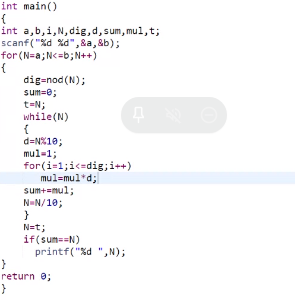 int main()
{
int a,b,i,N,dig,d,sum,mul,t;
scanf("%d %d",&a,&b);
for(N=a;N<=b;N++)
{
dig=nod(N);
sum=0;
t=N;
while(N)
{
d=N%10;
mul=1;
for(i=1;i<=dig;i++)
mul=mul*d;
sum+=mul;
N=N/10;
}
N=t;
if(sum==N)
printf("%d ",N);
}
return 0;
}